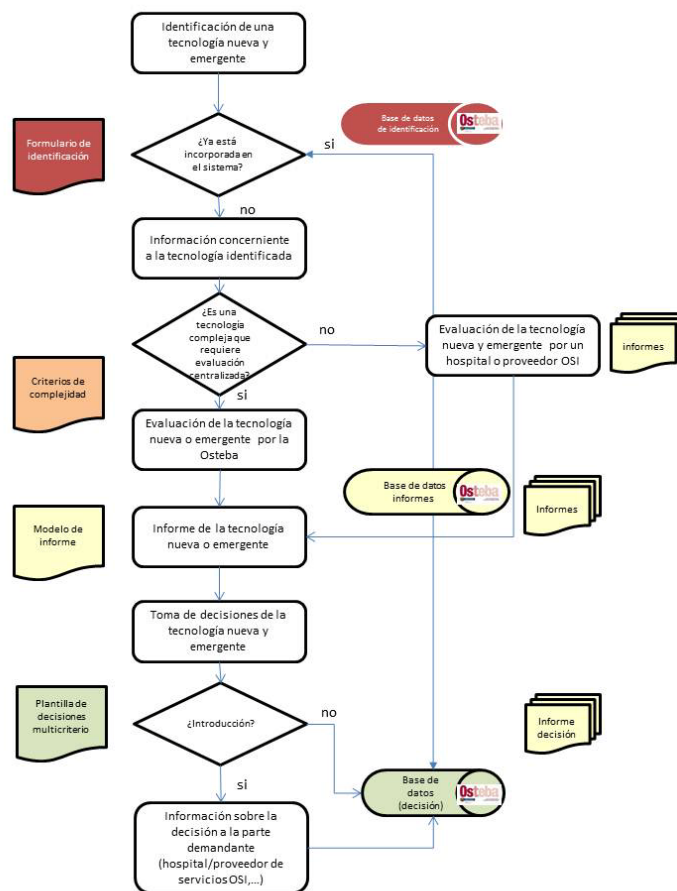 Identificación de una
tecnología nueva y
emergente
Base de datos
de identificación
Osteba
Formulario de
identificación
¿Ya está
incorporada en
el sistema?
si
no
Información concerniente
a la tecnología identificada
¿Es una
tecnología
compleja que
requiere
evaluación
centralizada?
no
Evaluación de la tecnología
nueva y emergente por un
hospital o proveedor OSI
informes
Criterios de
complejidad
si
Evaluación de la tecnología
nueva o emergente por la
Osteba
Base de datos
informes
Osteba
Informes
Modelo de
informe
Informe de la tecnología
nueva o emergente
Toma de decisiones de la
tecnología nueva y
emergente
Plantilla de
decisiones
multicriterio
¿Introducción?
no
Informe
decisión
si
Base de
datos
(decisión)
Osteba
Información sobre la
decisión a la parte
demandante
(hospital/proveedor de
servicios OSI,...)